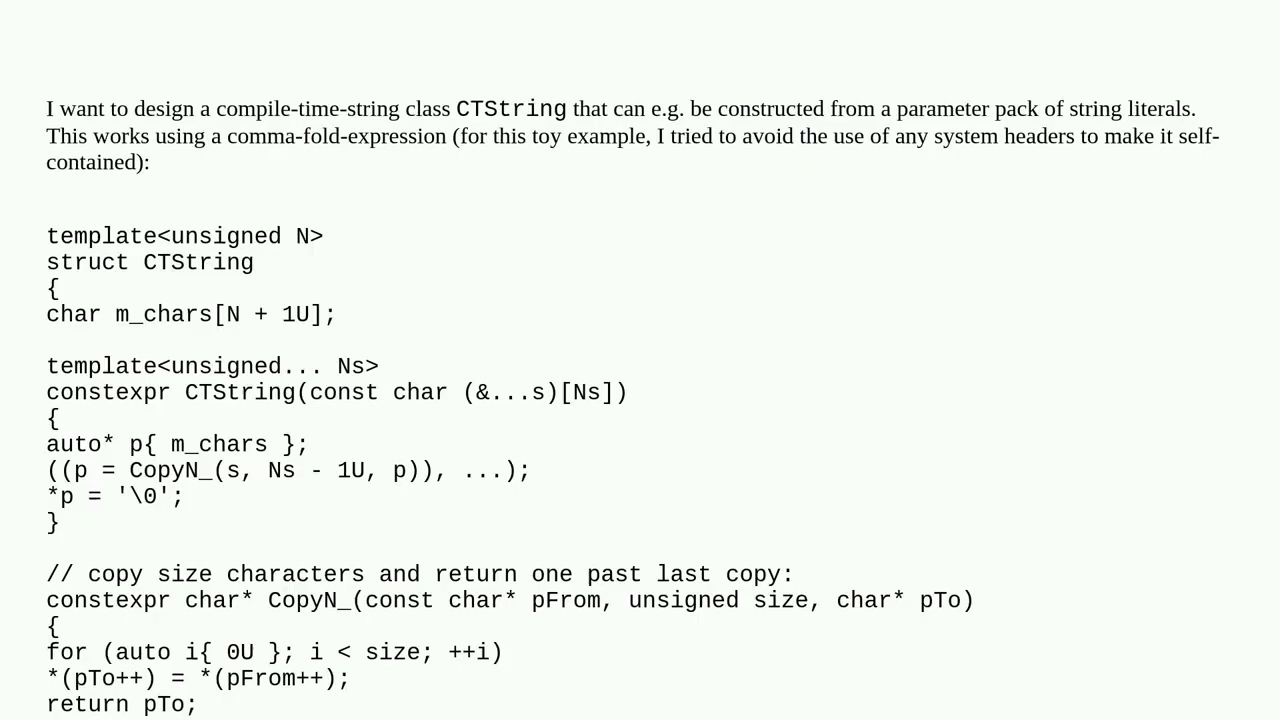 I want to design a compile-time-string class CTString that can e.g. be constructed from a parameter pack of string literals.
This works using a comma-fold-expression (for this toy example, I tried to avoid the use of any system headers to make it self-
contained):
template<unsigned N>
struct CTString
{
char m_chars[N + 1U];
template<unsigned... Ns>
constexpr CTString(const char (&...s)[Ns])
{
auto* p{ m_chars };
((p = CopyN_(s, Ns - 1U, p)), ...);
*p = '\0';
}
// copy size characters and return one past last copy:
constexpr char* CopyN_(const char* pFrom, unsigned size, char* pTo)
{
for (auto i{ 0U }; i < size; ++i)
*(pTo++) = *(pFrom++);
return pTo;